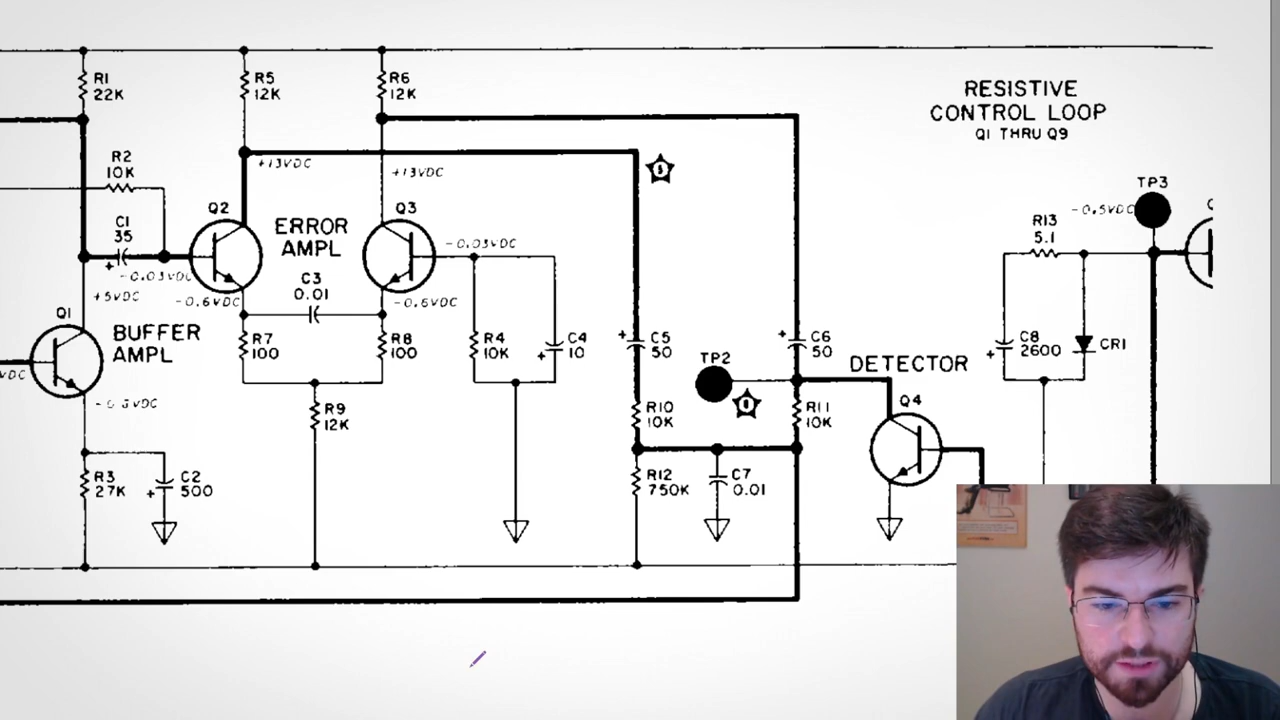 R1
22K
R5
12K
R6
12K
RESISTIVE
CONTROL LOOP
Q1 THRU Q9
R2
10K
+13VDC
+13VDC
TP3
-0.5VDC
Q2
ERROR
AMPL
Q3
C1
35
+
-0.03VDC
-0.03VDC
R13
5.1
+5VDC
-0.6VDC
C3
0.01
-0.6VDC
Q1
BUFFER
AMPL
R7
100
R8
100
R4
10K
+
C4
10
+
C5
50
+
C6
50
+
C8
2600
CR1
VDC
TP2
DETECTOR
Q4
R9
12K
R10
10K
R11
10K
R3
27K
+
C2
500
R12
750K
C7
0.01